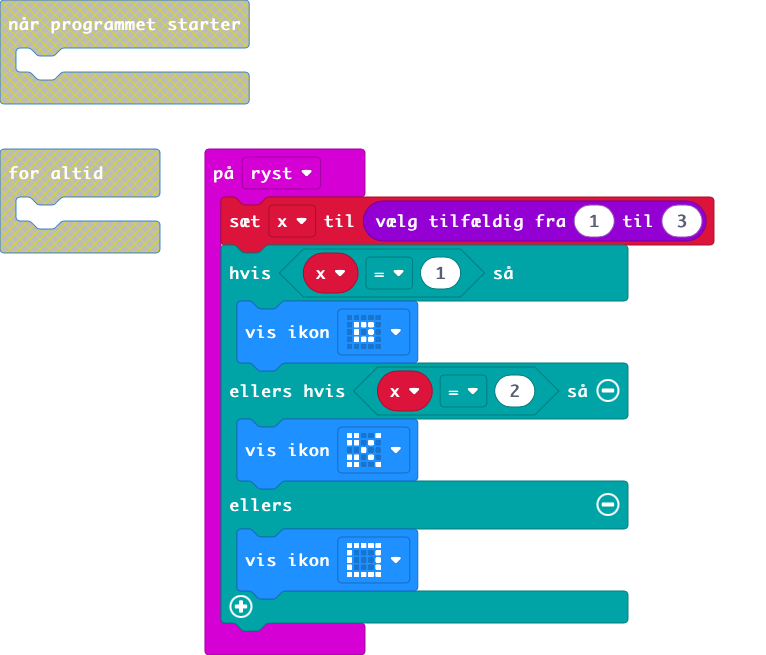 når programmet starter
for altid
på ryst
sæt x til vælg tilfældig fra 1 til 3
hvis x = 1 så
vis ikon
ellers hvis x = 2 så
vis ikon
ellers
vis ikon